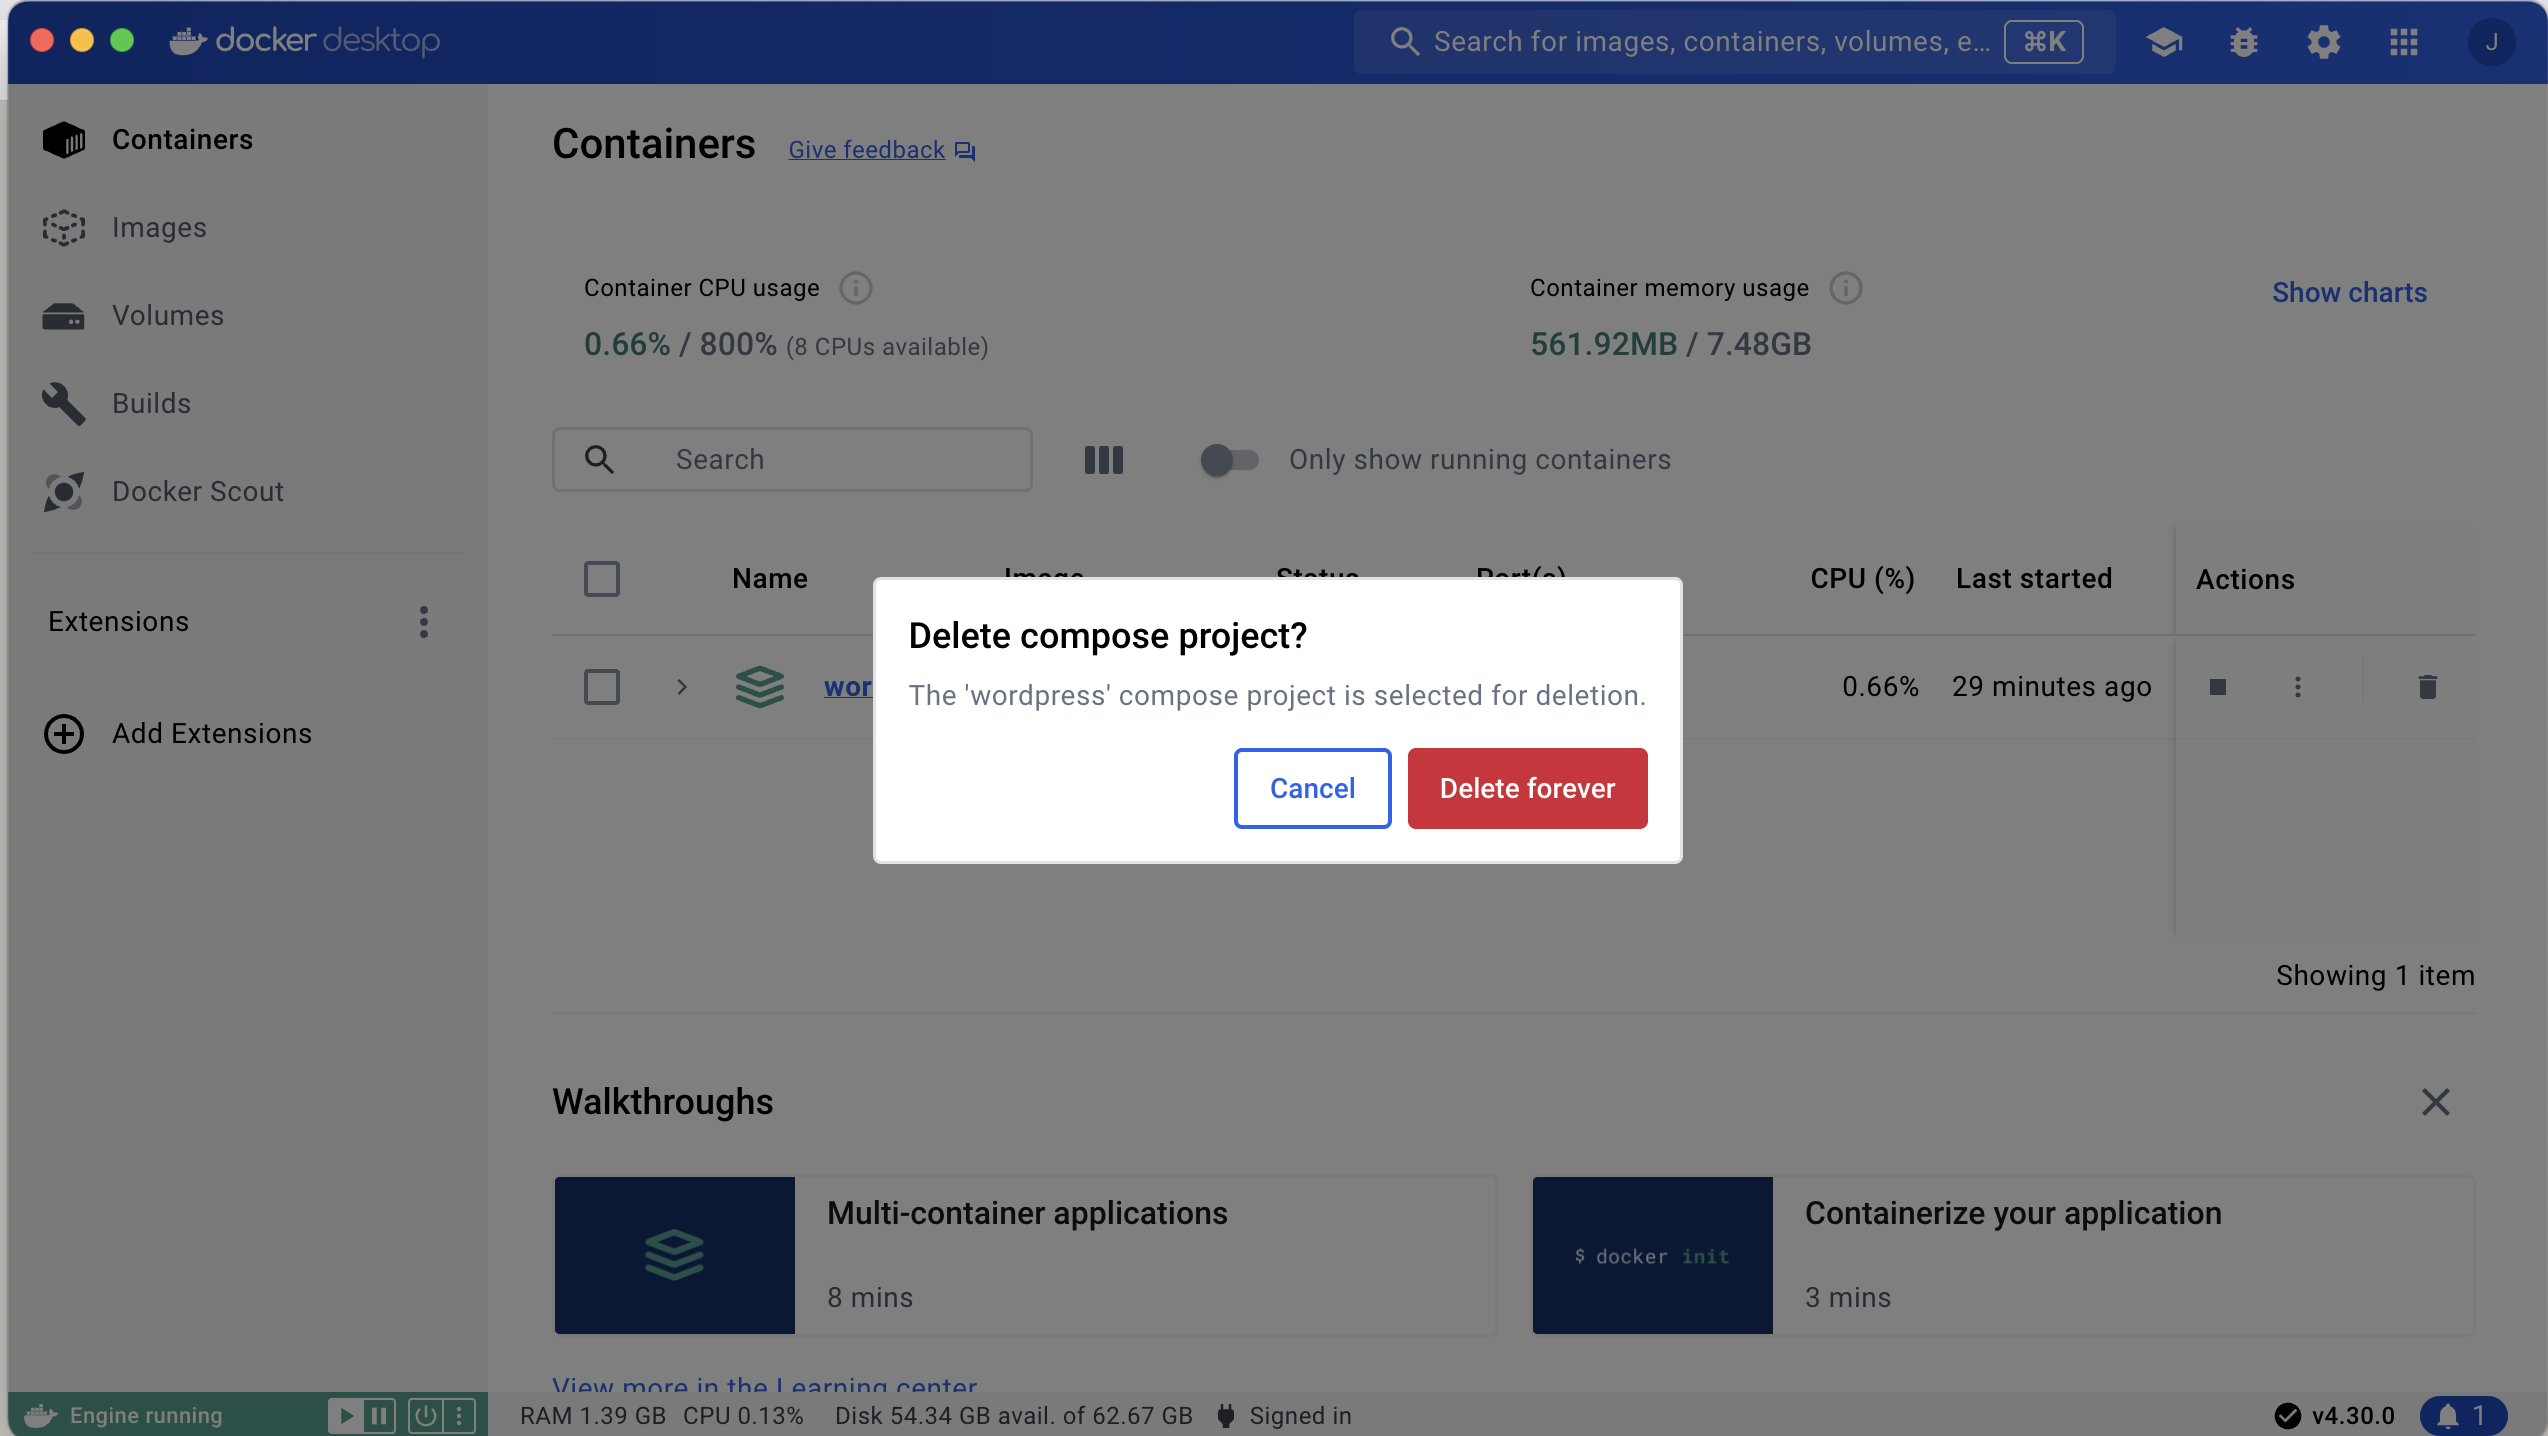 docker desktop
Search for images, containers, volumes, e... ⌘K
J
Containers
Images
Volumes
Builds
Docker Scout
Extensions
Add Extensions
Containers Give feedback
Container CPU usage
0.66% / 800% (8 CPUs available)
Container memory usage
561.92MB / 7.48GB
Show charts
Search
Only show running containers
Name Image Status Port(s) CPU (%) Last started Actions
wor 0.66% 29 minutes ago
Delete compose project?
The 'wordpress' compose project is selected for deletion.
Cancel Delete forever
Showing 1 item
Walkthroughs
Multi-container applications
8 mins
$ docker init
Containerize your application
3 mins
View more in the Learning center
Engine running
RAM 1.39 GB CPU 0.13% Disk 54.34 GB avail. of 62.67 GB Signed in
v4.30.0
1